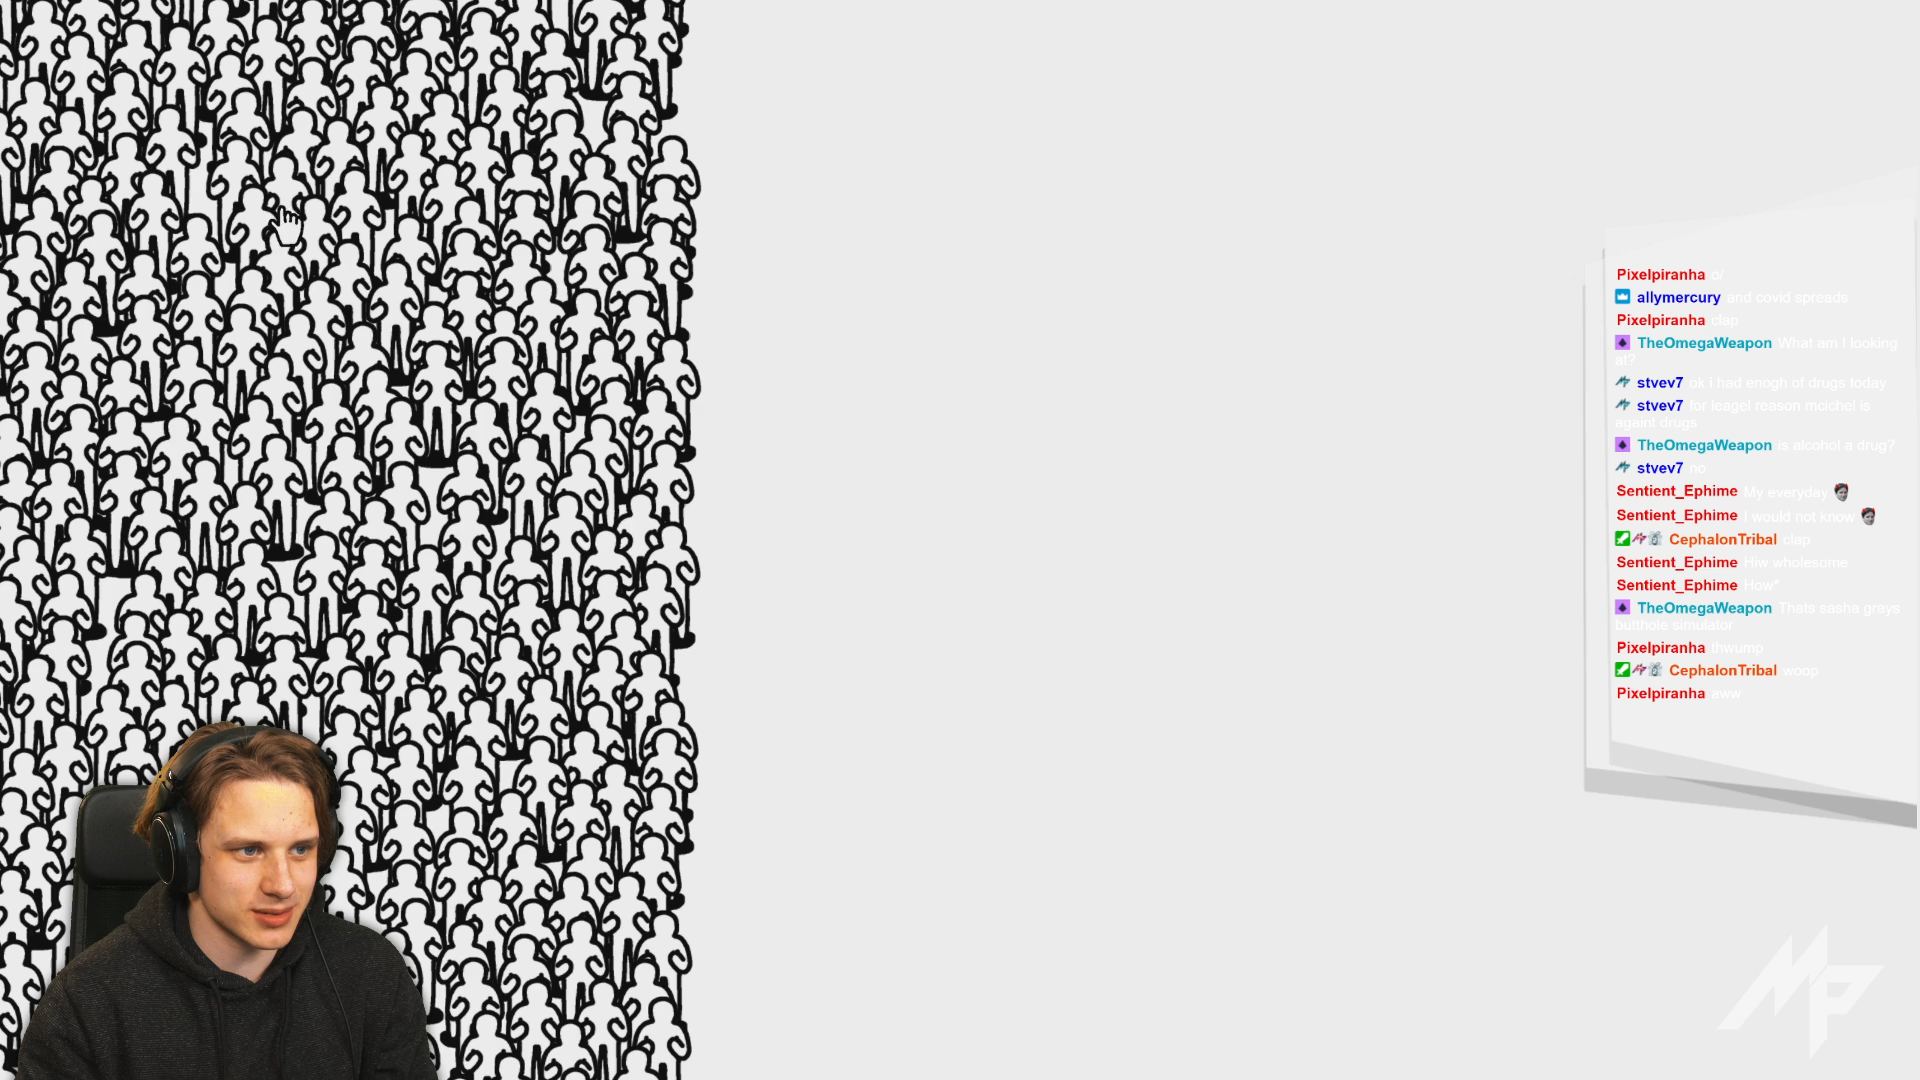 Pixelpiranha o/
allymercury and covid spreads
Pixelpiranha clap
TheOmegaWeapon What am I looking
at?
stvev7 ok i had enogh of drugs today
stvev7 for leagel reason mcichel is
againt drugs
TheOmegaWeapon is alcohol a drug?
stvev7 no
Sentient_Ephime My everyday
Sentient_Ephime I would not know
CephalonTribal clap
Sentient_Ephime Hiw wholesome
Sentient_Ephime How*
TheOmegaWeapon Thats sasha grays
butthole simulator
Pixelpiranha thwump
CephalonTribal woop
Pixelpiranha aww
MP